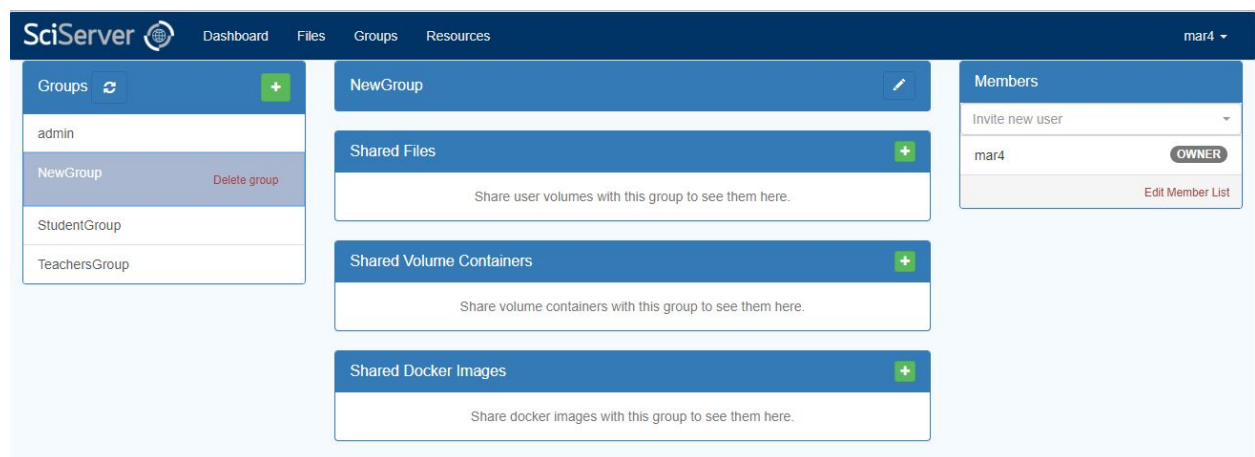 SciServer Dashboard Files Groups Resources mar4
Groups
admin
NewGroup Delete group
StudentGroup
TeachersGroup
NewGroup
Shared Files
Share user volumes with this group to see them here.
Shared Volume Containers
Share volume containers with this group to see them here.
Shared Docker Images
Share docker images with this group to see them here.
Members
Invite new user
mar4 OWNER
Edit Member List